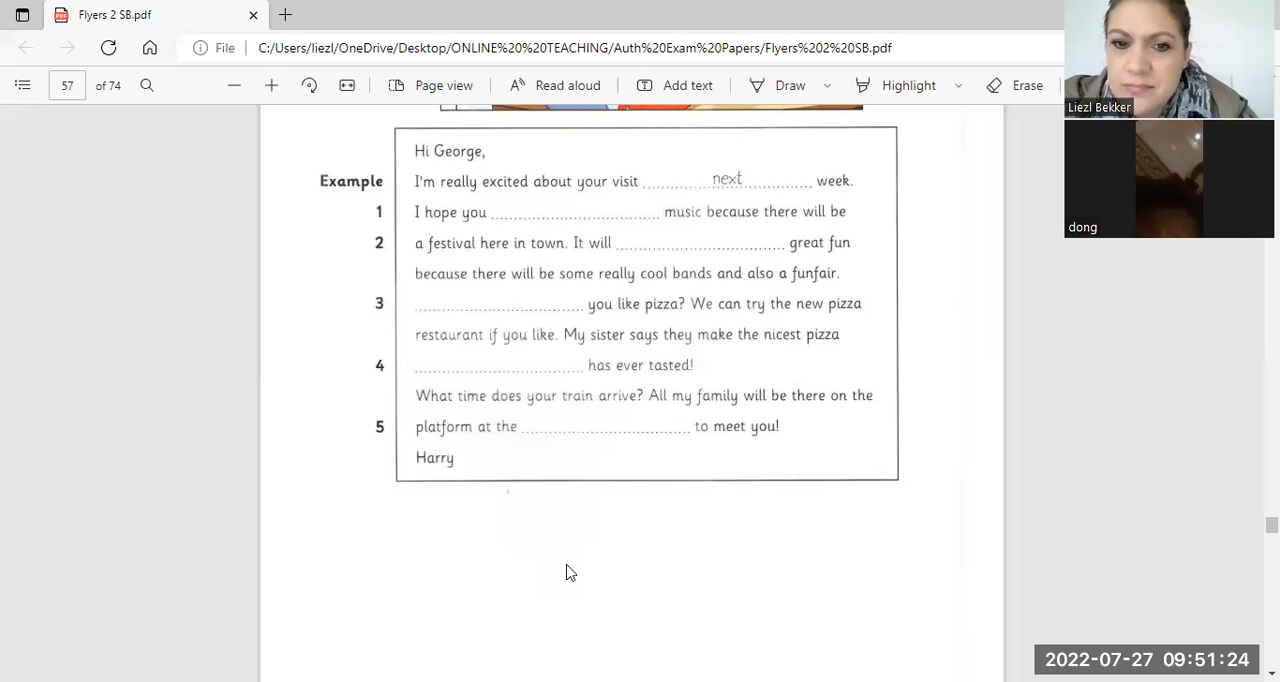 Flyers 2 SB.pdf
File C:/Users/liezl/OneDrive/Desktop/ONLINE%20%20TEACHING/Auth%20Exam%20Papers/Flyers%202%20SB.pdf
57 of 74 Page view Read aloud Add text Draw Highlight Erase
Liezl Bekker
dong
Hi George,
Example I'm really excited about your visit ............ next ............ week.
1 I hope you ........................ music because there will be
2 a festival here in town. It will ........................ great fun
because there will be some really cool bands and also a funfair.
3 ........................ you like pizza? We can try the new pizza
restaurant if you like. My sister says they make the nicest pizza
4 ........................ has ever tasted!
What time does your train arrive? All my family will be there on the
5 platform at the ........................ to meet you!
Harry
2022-07-27 09:51:24